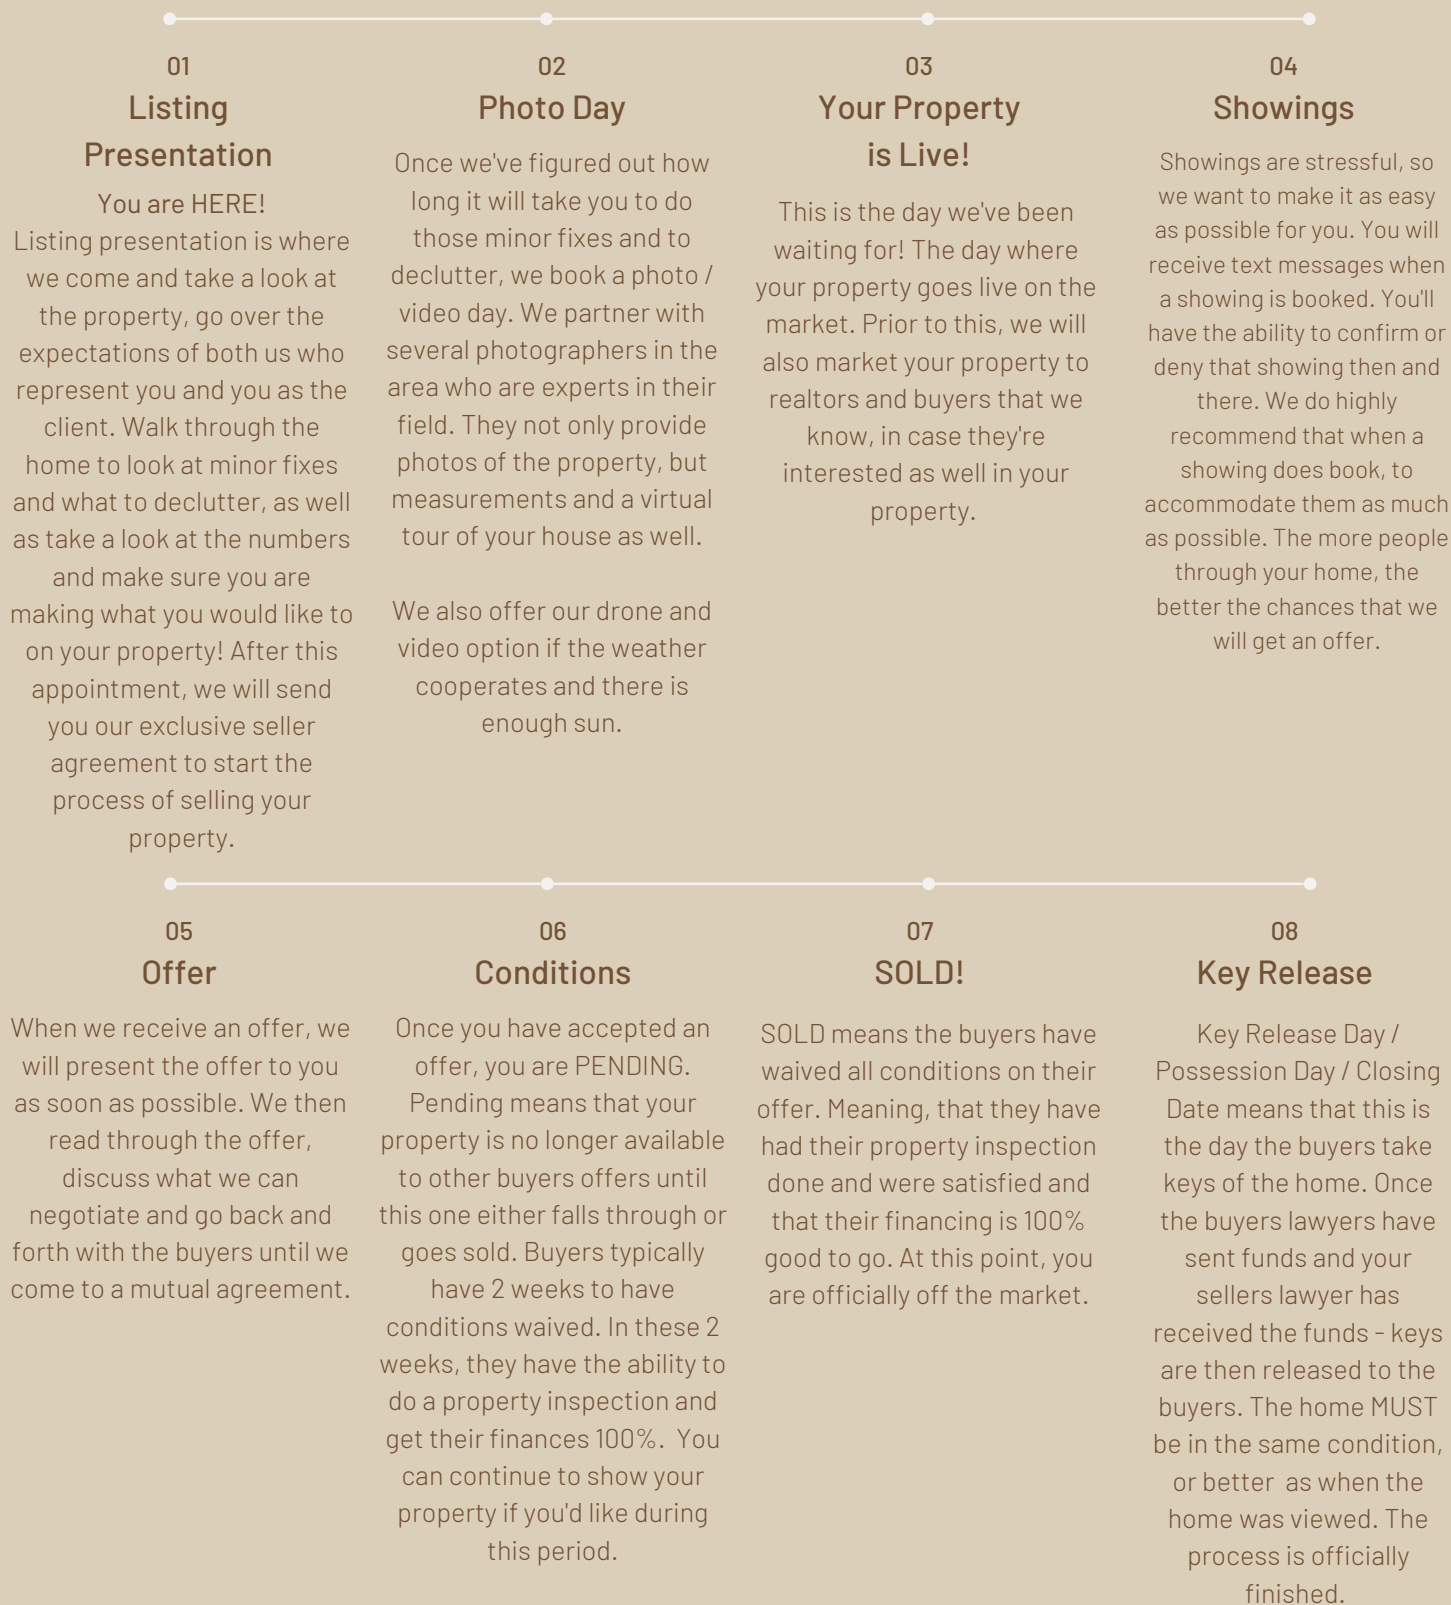 01
Listing
Presentation
You are HERE!
Listing presentation is where
we come and take a look at
the property, go over the
expectations of both us who
represent you and you as the
client. Walk through the
home to look at minor fixes
and what to declutter, as well
as take a look at the numbers
and make sure you are
making what you would like to
on your property! After this
appointment, we will send
you our exclusive seller
agreement to start the
process of selling your
property.
02
Photo Day
Once we've figured out how
long it will take you to do
those minor fixes and to
declutter, we book a photo /
video day. We partner with
several photographers in the
area who are experts in their
field. They not only provide
photos of the property, but
measurements and a virtual
tour of your house as well.
We also offer our drone and
video option if the weather
cooperates and there is
enough sun.
03
Your Property
is Live!
This is the day we've been
waiting for! The day where
your property goes live on the
market. Prior to this, we will
also market your property to
realtors and buyers that we
know, in case they're
interested as well in your
property.
04
Showings
Showings are stressful, so
we want to make it as easy
as possible for you. You will
receive text messages when
a showing is booked. You'll
have the ability to confirm or
deny that showing then and
there. We do highly
recommend that when a
showing does book, to
accommodate them as much
as possible. The more people
through your home, the
better the chances that we
will get an offer.
05
Offer
When we receive an offer, we
will present the offer to you
as soon as possible. We then
read through the offer,
discuss what we can
negotiate and go back and
forth with the buyers until we
come to a mutual agreement.
06
Conditions
Once you have accepted an
offer, you are PENDING.
Pending means that your
property is no longer available
to other buyers offers until
this one either falls through or
goes sold. Buyers typically
have 2 weeks to have
conditions waived. In these 2
weeks, they have the ability to
do a property inspection and
get their finances 100%.  You
can continue to show your
property if you'd like during
this period.
07
SOLD!
SOLD means the buyers have
waived all conditions on their
offer. Meaning, that they have
had their property inspection
done and were satisfied and
that their financing is 100%
good to go. At this point, you
are officially off the market.
08
Key Release
Key Release Day /
Possession Day / Closing
Date means that this is
the day the buyers take
keys of the home. Once
the buyers lawyers have
sent funds and your
sellers lawyer has
received the funds - keys
are then released to the
buyers. The home MUST
be in the same condition,
or better  as when the
home was viewed. The
process is officially
finished.